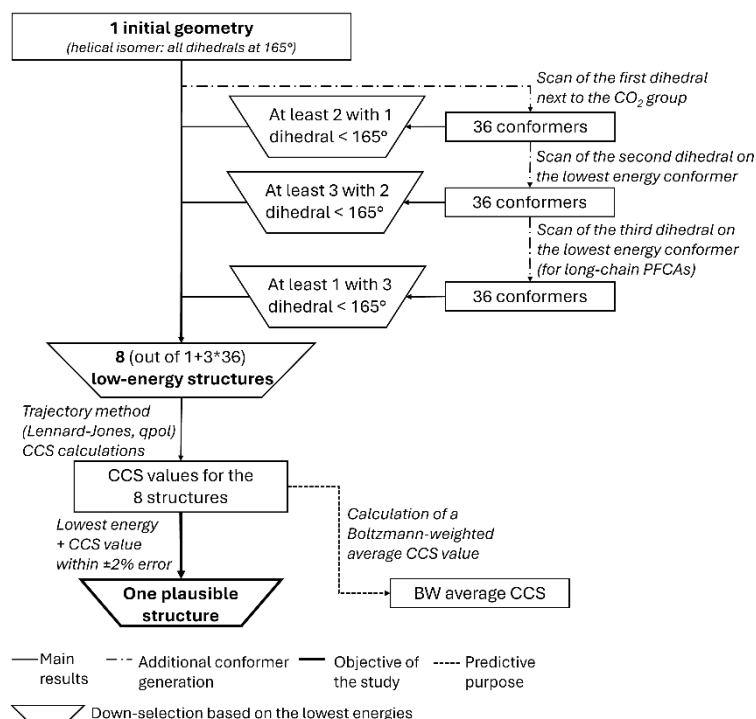 1 initial geometry
(helical isomer: all dihedrals at 165°)
Scan of the first dihedral
next to the CO₂ group
At least 2 with 1
dihedral < 165°
36 conformers
Scan of the second dihedral on
the lowest energy conformer
At least 3 with 2
dihedral < 165°
36 conformers
Scan of the third dihedral on
the lowest energy conformer
(for long-chain PFCAs)
At least 1 with 3
dihedral < 165°
36 conformers
8 (out of 1+3*36)
low-energy structures
Trajectory method
(Lennard-Jones, qpol)
CCS calculations
CCS values for the
8 structures
Lowest energy
+ CCS value
within ±2% error
Calculation of a
Boltzmann-weighted
average CCS value
One plausible
structure
BW average CCS
Main
results
Additional conformer
generation
Objective of
the study
Predictive
purpose
Down-selection based on the lowest energies